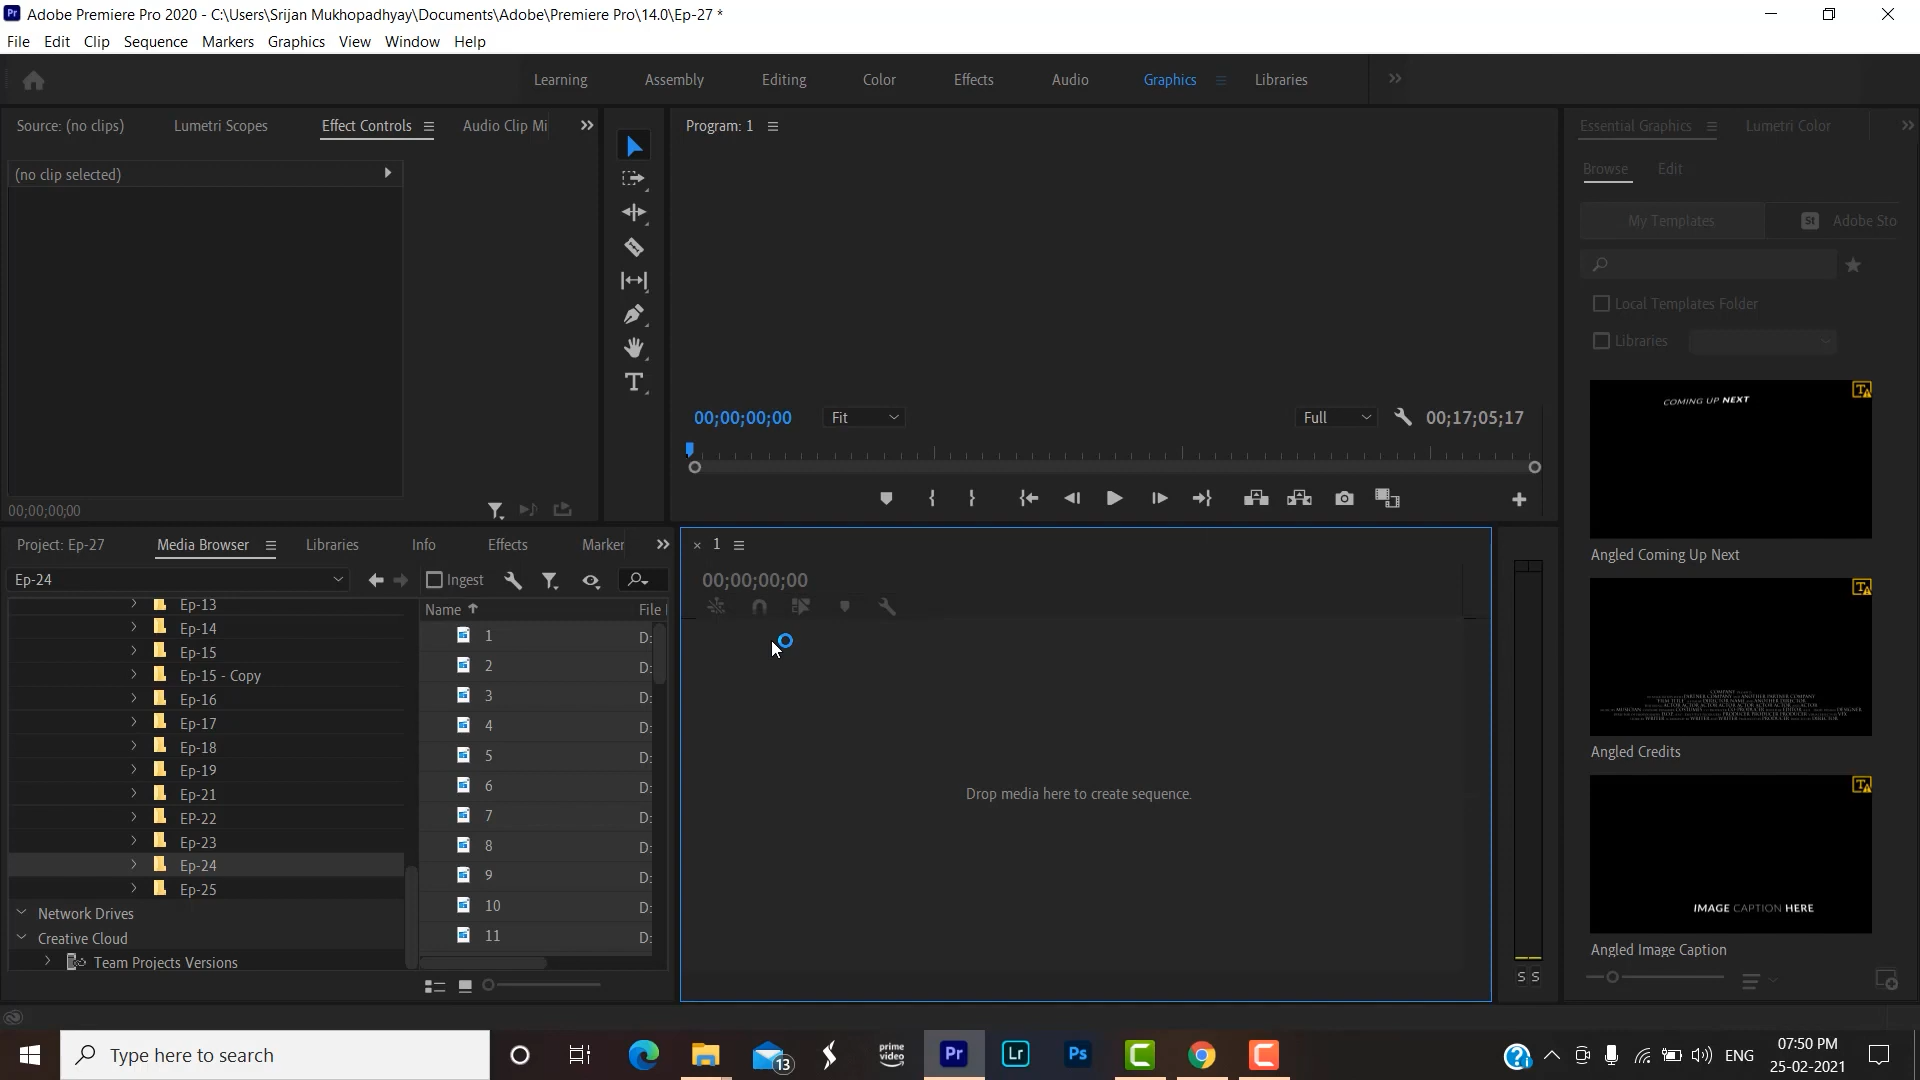 Adobe Premiere Pro 2020 - C:\Users\Srijan Mukhopadhyay\Documents\Adobe\Premiere Pro\14.0\Ep-27 *
File Edit Clip Sequence Markers Graphics View Window Help
Learning Assembly Editing Color Effects Audio Graphics Libraries
Source: (no clips) Lumetri Scopes Effect Controls Audio Clip Mi
Program: 1
Essential Graphics Lumetri Color
(no clip selected)
Browse Edit
My Templates St Adobe Sto
Local Templates Folder
Libraries
COMING UP NEXT
Angled Coming Up Next
00;00;00;00 Fit Full 00;17;05;17
00;00;00;00
Project: Ep-27 Media Browser Libraries Info Effects Marker
Ep-24 Ingest
Name File
Ep-13
Ep-14
Ep-15
Ep-15 - Copy
Ep-16
Ep-17
Ep-18
Ep-19
Ep-21
EP-22
Ep-23
Ep-24
Ep-25
Network Drives
Creative Cloud
Team Projects Versions
1 D:
2 D:
3 D:
4 D:
5 D:
6 D:
7 D:
8 D:
9 D:
10 D:
11 D:
× 1
00;00;00;00
Drop media here to create sequence.
S S
Angled Credits
IMAGE CAPTION HERE
Angled Image Caption
Type here to search
13
prime
video
Pr
Lr
Ps
ENG
07:50 PM
25-02-2021